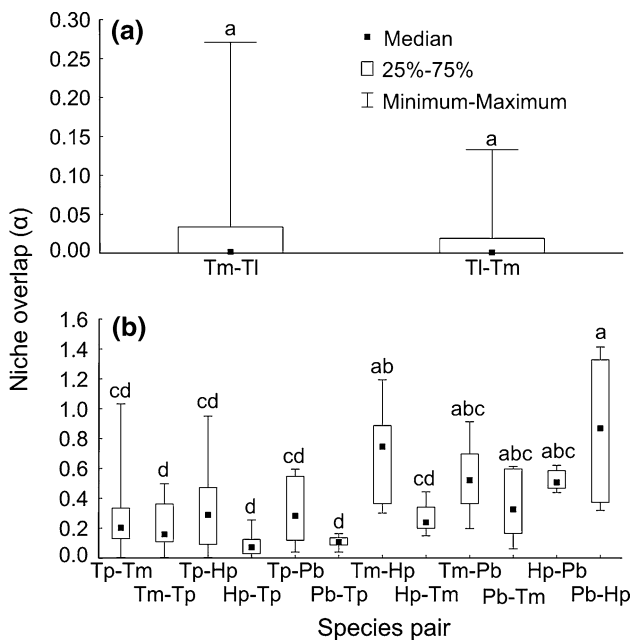 (a)
0.30
0.25
0.20
0.15
0.10
0.05
0.00
a
a
Median
25%-75%
Minimum-Maximum
Tm-Tl
Tl-Tm
Niche overlap (α)
(b)
1.6
1.4
1.2
1.0
0.8
0.6
0.4
0.2
0.0
cd
d
cd
d
cd
d
ab
cd
abc
abc
abc
a
Tp-Tm
Tm-Tp
Tp-Hp
Hp-Tp
Tp-Pb
Pb-Tp
Tm-Hp
Hp-Tm
Tm-Pb
Pb-Tm
Hp-Pb
Pb-Hp
Species pair